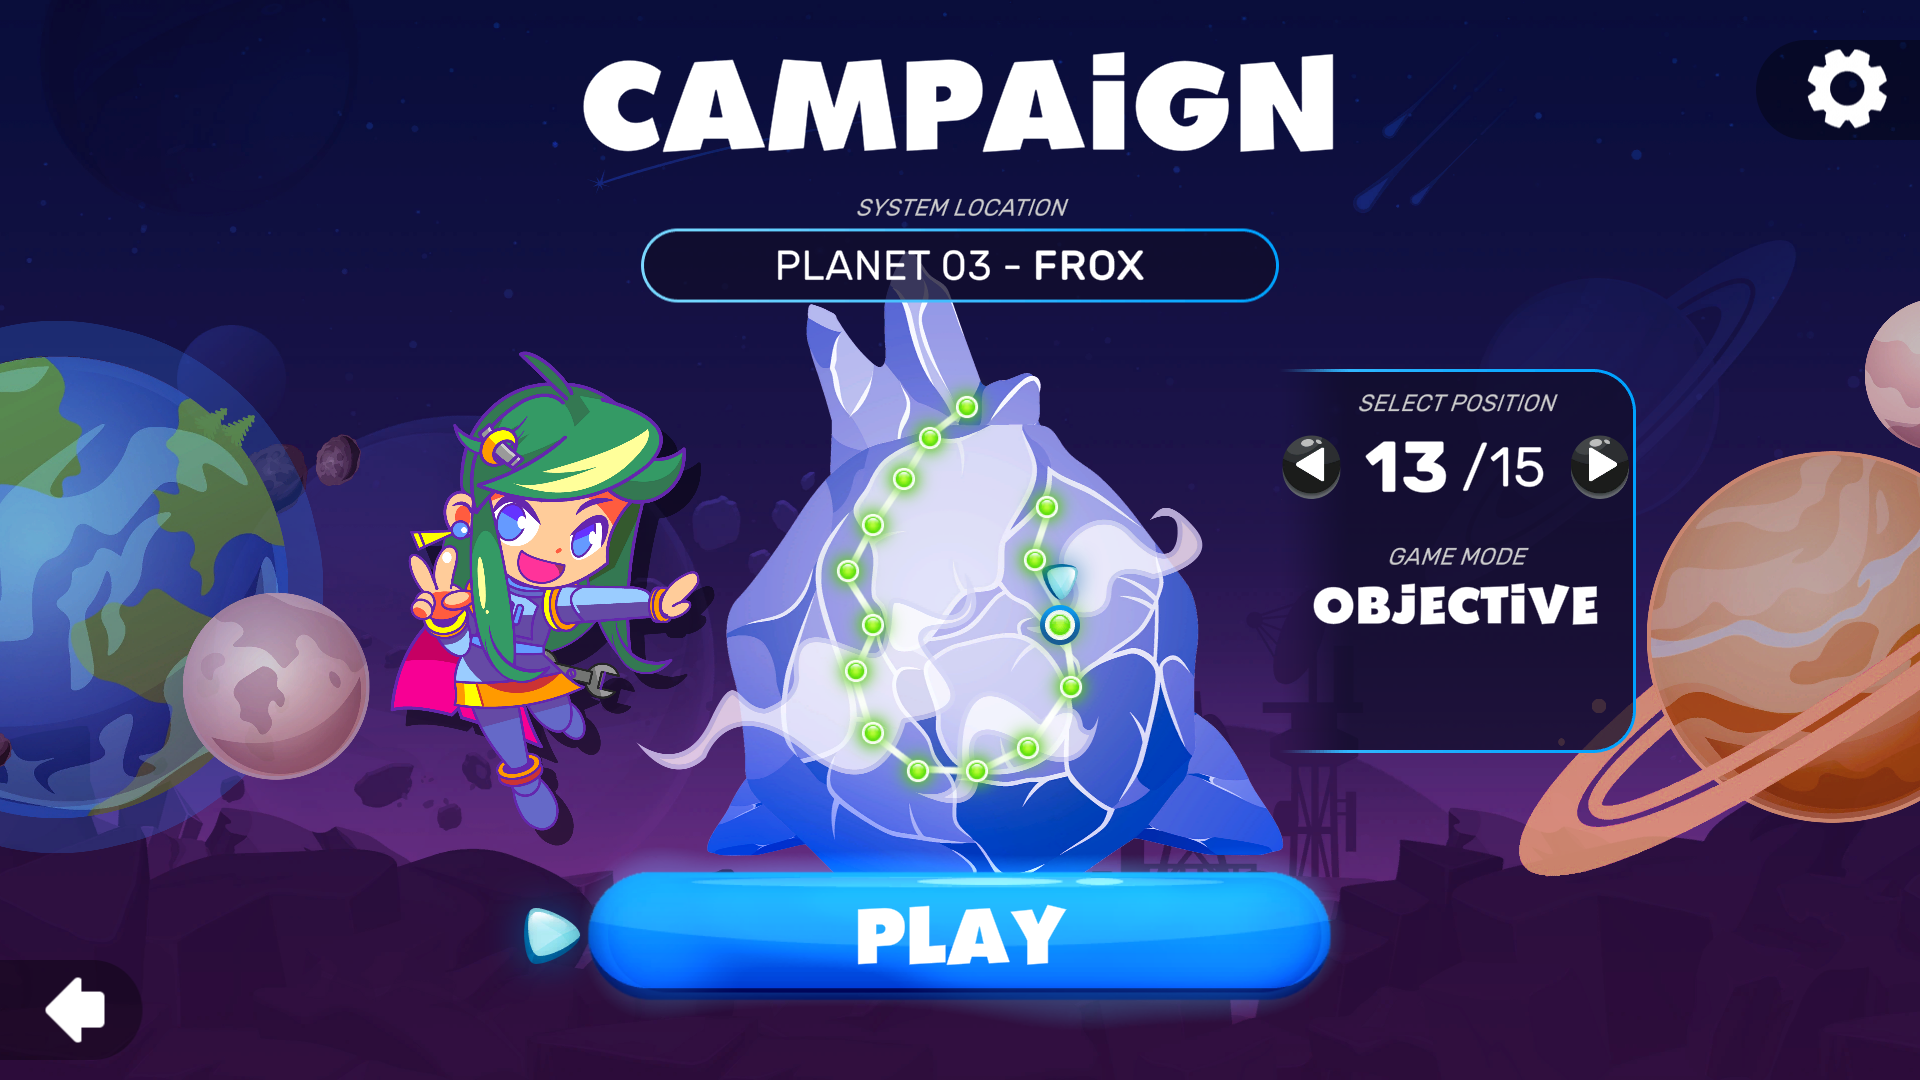 CAMPAiGN
SYSTEM LOCATION
PLANET 03 - FROX
SELECT POSITION
13 /15
GAME MODE
OBJECTiVE
PLAY